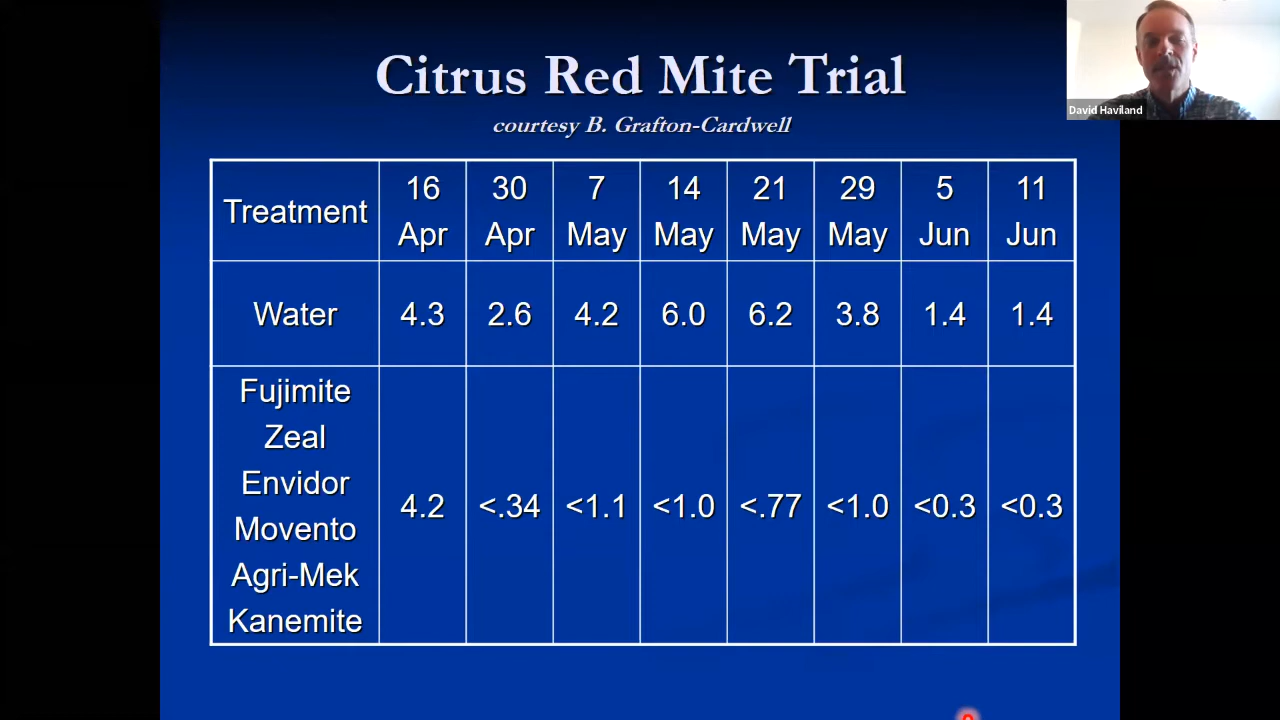 Citrus Red Mite Trial
courtesy B. Grafton-Cardwell
David Haviland
Treatment 16 Apr 30 Apr 7 May 14 May 21 May 29 May 5 Jun 11 Jun
Water 4.3 2.6 4.2 6.0 6.2 3.8 1.4 1.4
Fujimite
Zeal
Envidor
Movento
Agri-Mek
Kanemite
4.2 <.34 <1.1 <1.0 <.77 <1.0 <0.3 <0.3